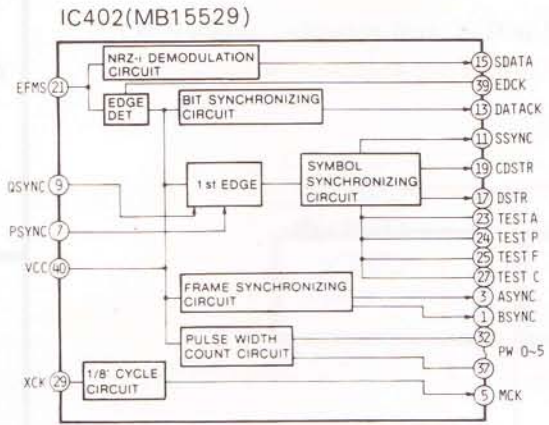 IC402(MB15529)
NRZ-i DEMODULATION
CIRCUIT
15 SDATA
39 EDCK
EFMS 21
EDGE
DET
BIT SYNCHRONIZING
CIRCUIT
13 DATACK
11 SSYNC
QSYNC 9
1 st EDGE
SYMBOL
SYNCHRONIZING
CIRCUIT
19 CDSTR
17 DSTR
PSYNC 7
23 TEST A
24 TEST P
25 TEST F
VCC 40
27 TEST C
FRAME SYNCHRONIZING
CIRCUIT
3 ASYNC
1 BSYNC
PULSE WIDTH
COUNT CIRCUIT
32
PW 0~5
37
XCK 29
1/8' CYCLE
CIRCUIT
5 MCK